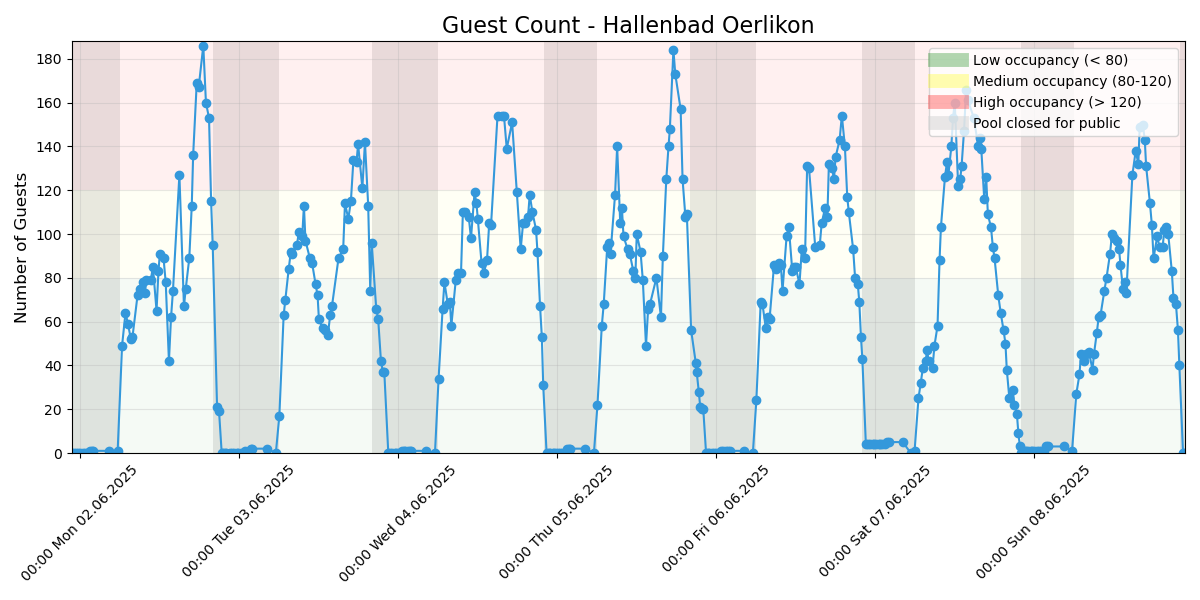 Guest Count - Hallenbad Oerlikon
Low occupancy (< 80)
Medium occupancy (80-120)
High occupancy (> 120)
Pool closed for public
Number of Guests
180
160
140
120
100
80
60
40
20
0
00:00 Mon 02.06.2025
00:00 Tue 03.06.2025
00:00 Wed 04.06.2025
00:00 Thu 05.06.2025
00:00 Fri 06.06.2025
00:00 Sat 07.06.2025
00:00 Sun 08.06.2025